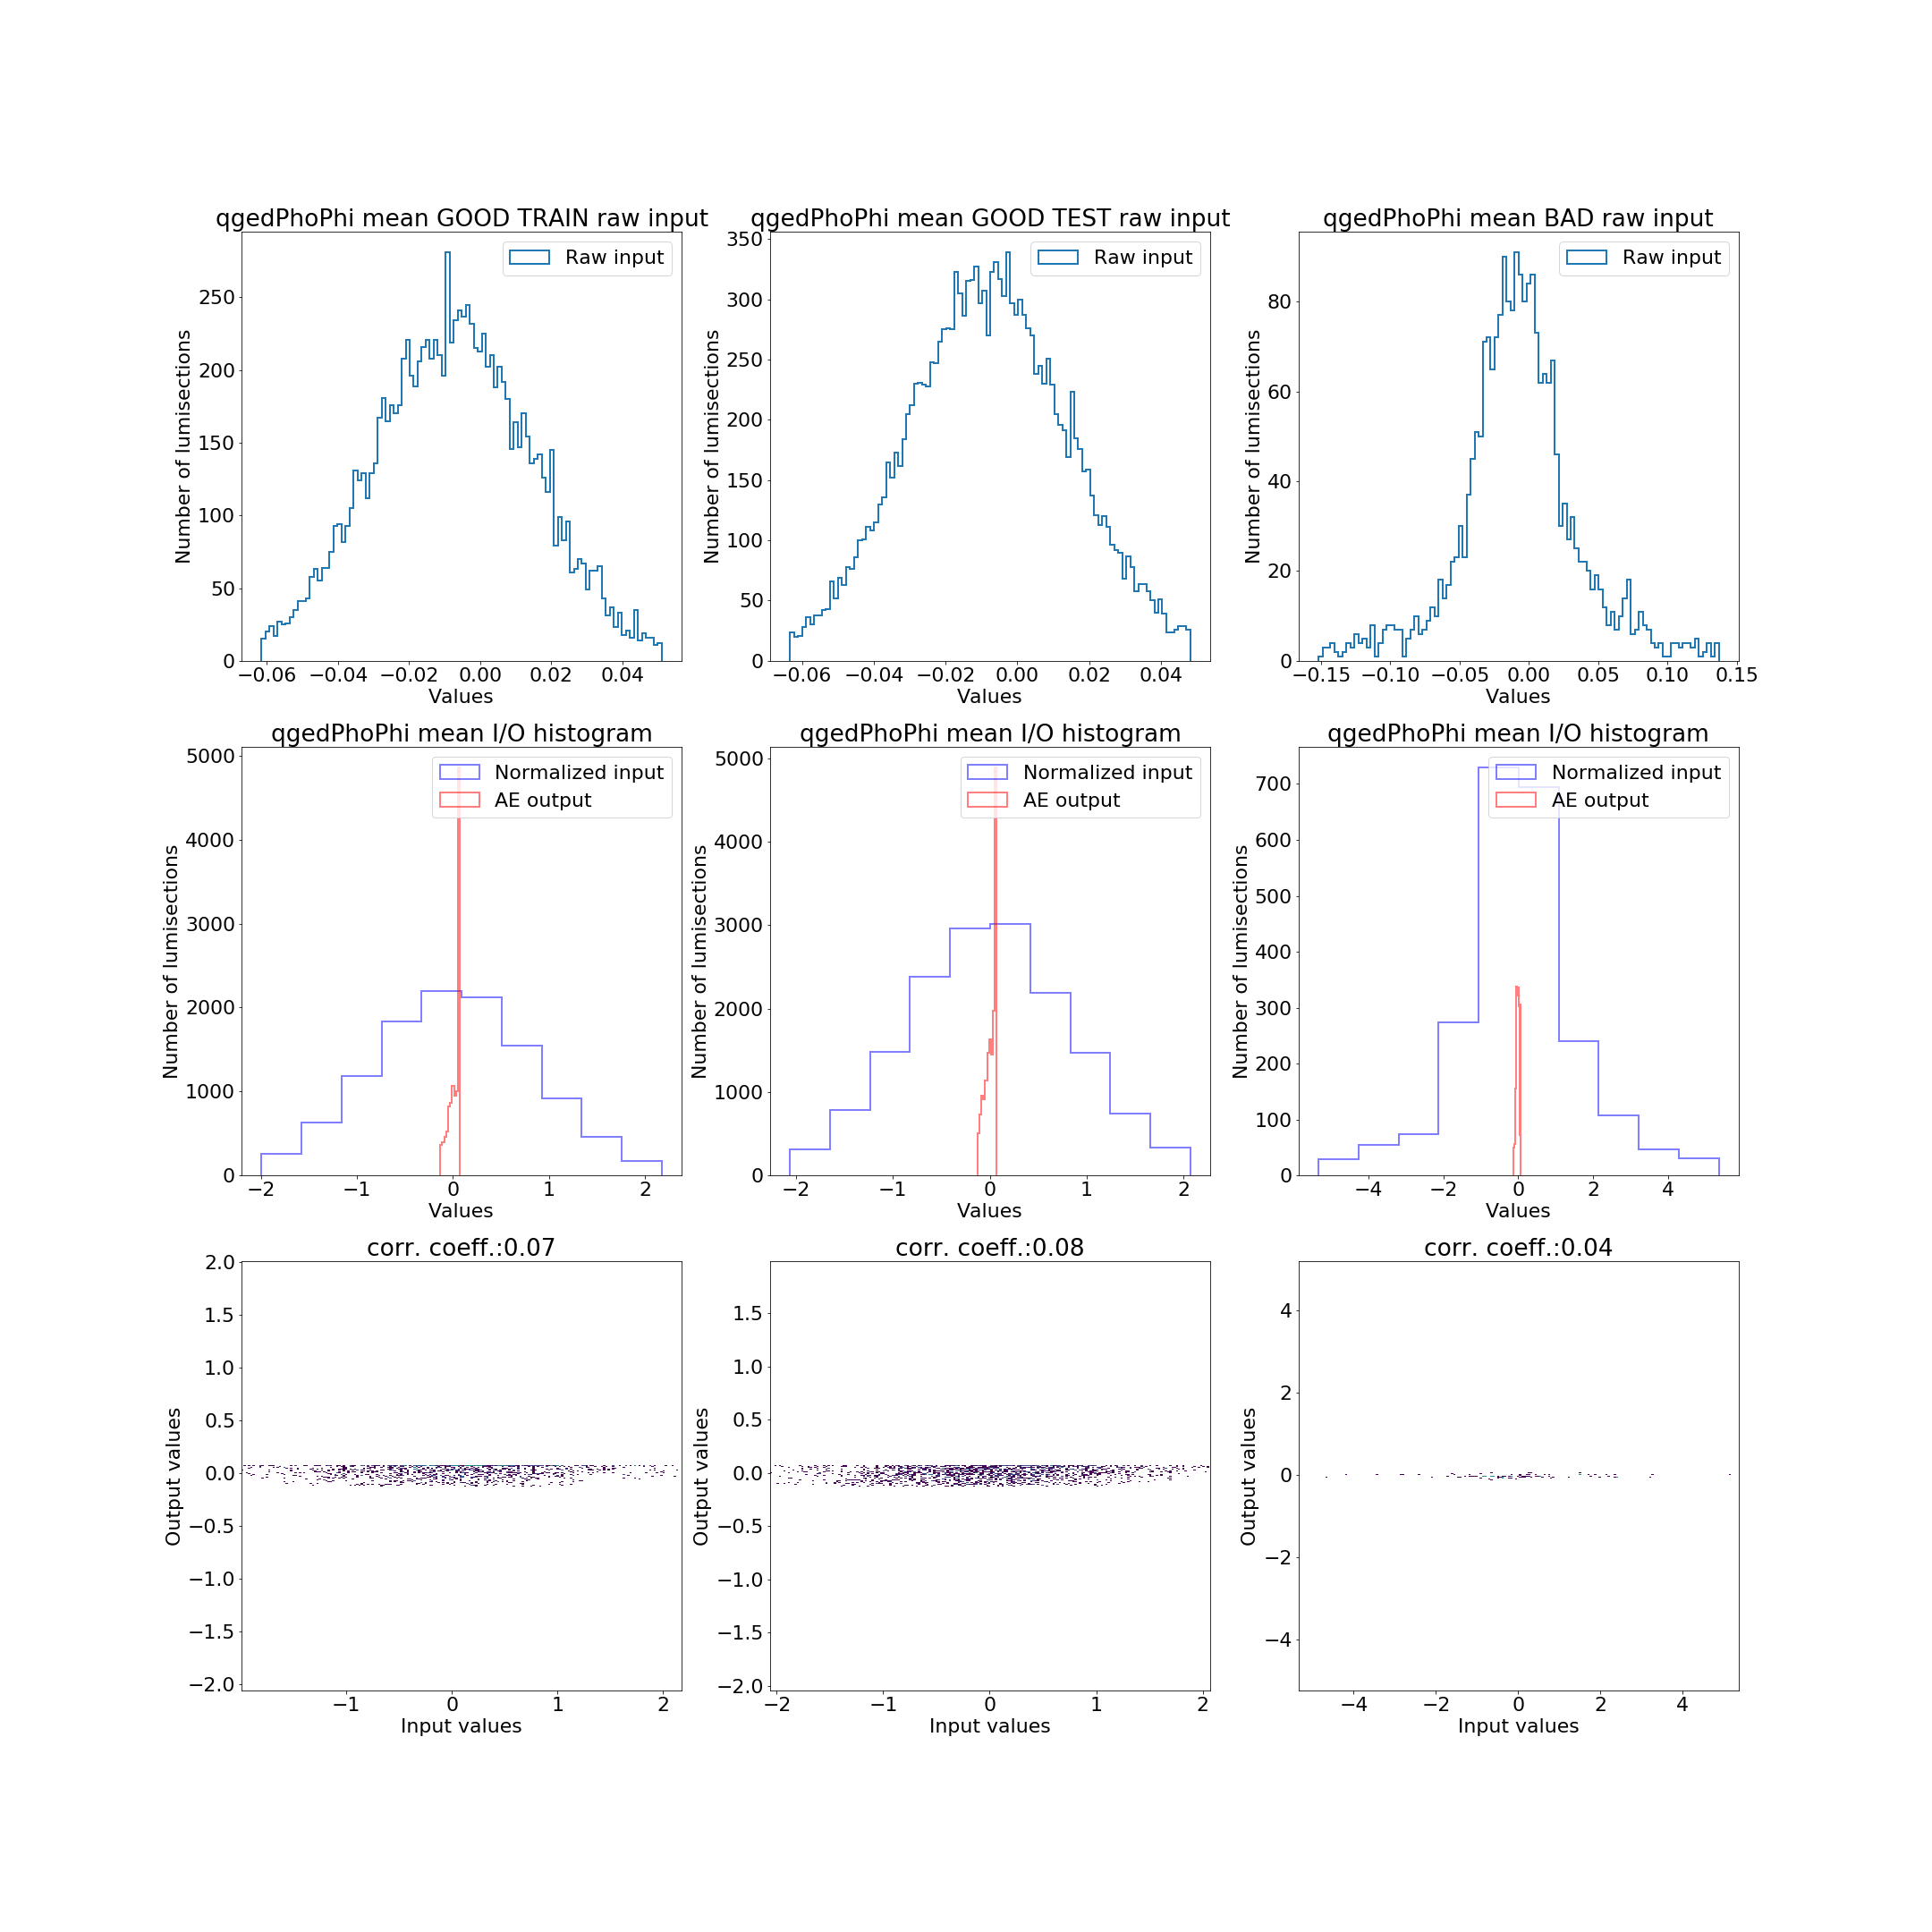 qgedPhoPhi mean GOOD TRAIN raw input
Raw input
Number of lumisections
250
200
150
100
50
0
−0.06 −0.04 −0.02 0.00 0.02 0.04
Values
qgedPhoPhi mean GOOD TEST raw input
Raw input
Number of lumisections
350
300
250
200
150
100
50
0
−0.06 −0.04 −0.02 0.00 0.02 0.04
Values
qgedPhoPhi mean BAD raw input
Raw input
Number of lumisections
80
60
40
20
0
−0.15 −0.10 −0.05 0.00 0.05 0.10 0.15
Values
qgedPhoPhi mean I/O histogram
Normalized input
AE output
Number of lumisections
5000
4000
3000
2000
1000
0
−2 −1 0 1 2
Values
qgedPhoPhi mean I/O histogram
Normalized input
AE output
Number of lumisections
5000
4000
3000
2000
1000
0
−2 −1 0 1 2
Values
qgedPhoPhi mean I/O histogram
Normalized input
AE output
Number of lumisections
700
600
500
400
300
200
100
0
−4 −2 0 2 4
Values
corr. coeff.:0.07
Output values
2.0
1.5
1.0
0.5
0.0
−0.5
−1.0
−1.5
−2.0
−1 0 1 2
Input values
corr. coeff.:0.08
Output values
1.5
1.0
0.5
0.0
−0.5
−1.0
−1.5
−2.0
−2 −1 0 1 2
Input values
corr. coeff.:0.04
Output values
4
2
0
−2
−4
−4 −2 0 2 4
Input values